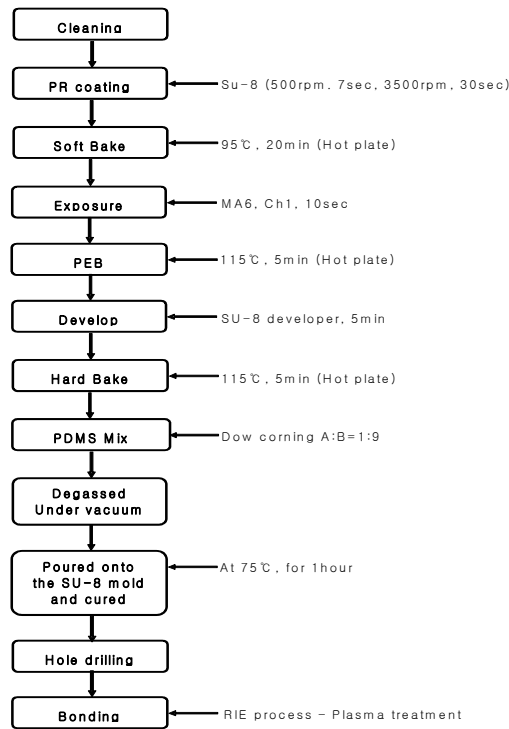 Cleaning
PR coating
Su-8 (500rpm. 7sec, 3500rpm, 30sec)
Soft Bake
95℃, 20min (Hot plate)
Exposure
MA6, Ch1, 10sec
PEB
115℃, 5min (Hot plate)
Develop
SU-8 developer, 5min
Hard Bake
115℃, 5min (Hot plate)
PDMS Mix
Dow corning A:B=1:9
Degassed
Under vacuum
Poured onto
the SU-8 mold
and cured
At 75℃, for 1hour
Hole drilling
Bonding
RIE process - Plasma treatment